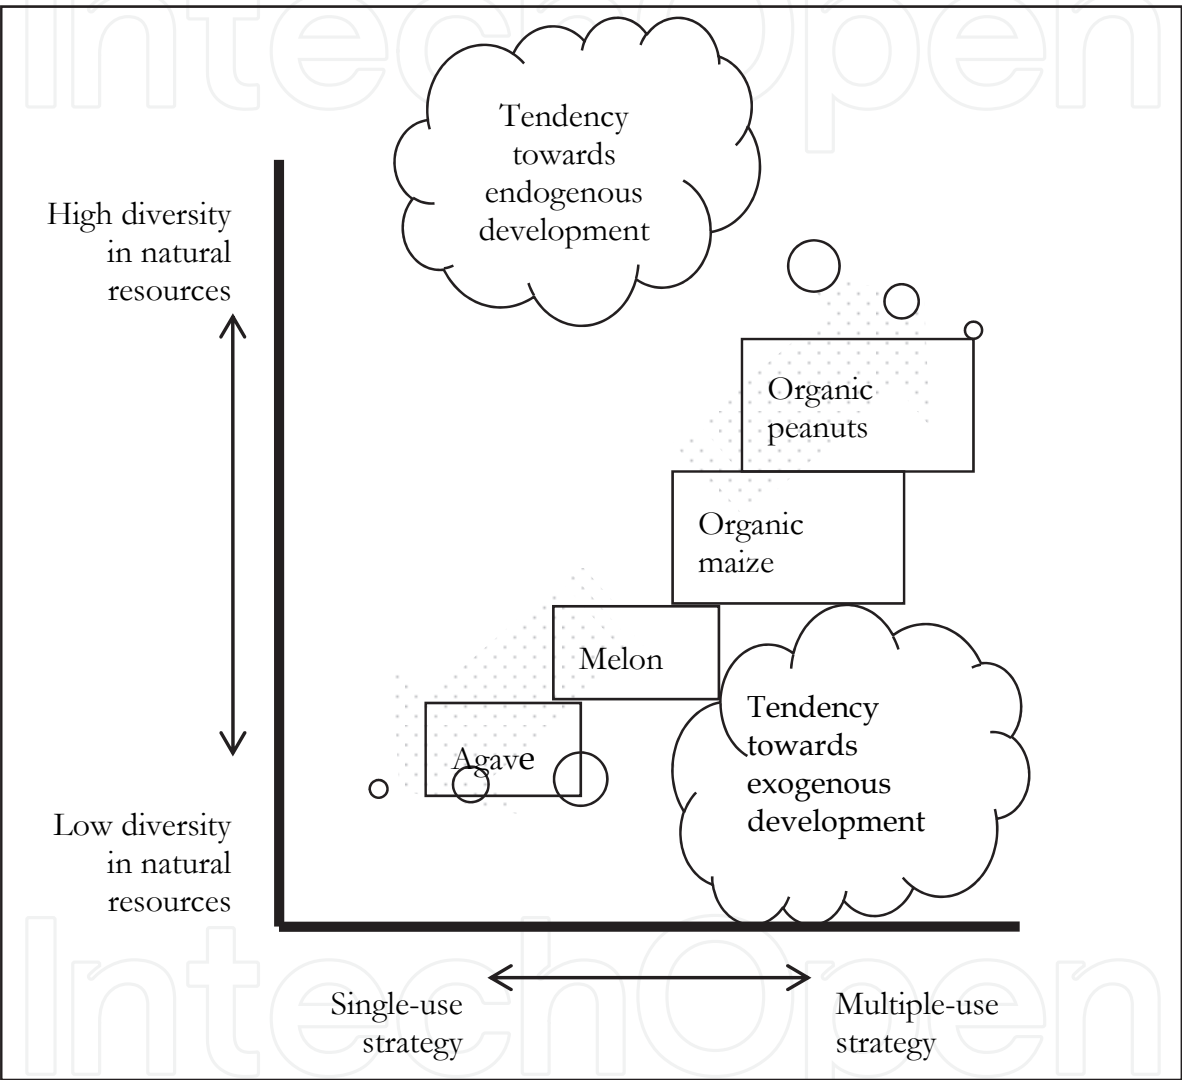 IntechOpen
Tendency
towards
endogenous
development
High diversity
in natural
resources
Organic
peanuts
Organic
maize
Melon
Agave
Tendency
towards
exogenous
development
Low diversity
in natural
resources
Single-use
strategy
Multiple-use
strategy
IntechOpen